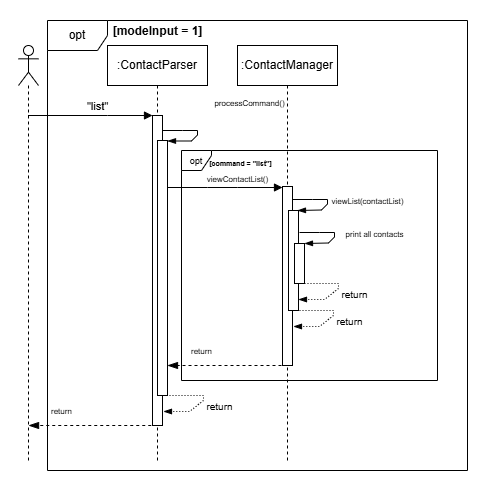 opt [modeInput = 1]
:ContactParser
:ContactManager
"list"
processCommand()
opt [command = "list"]
viewContactList()
viewList(contactList)
print all contacts
return
return
return
return
return